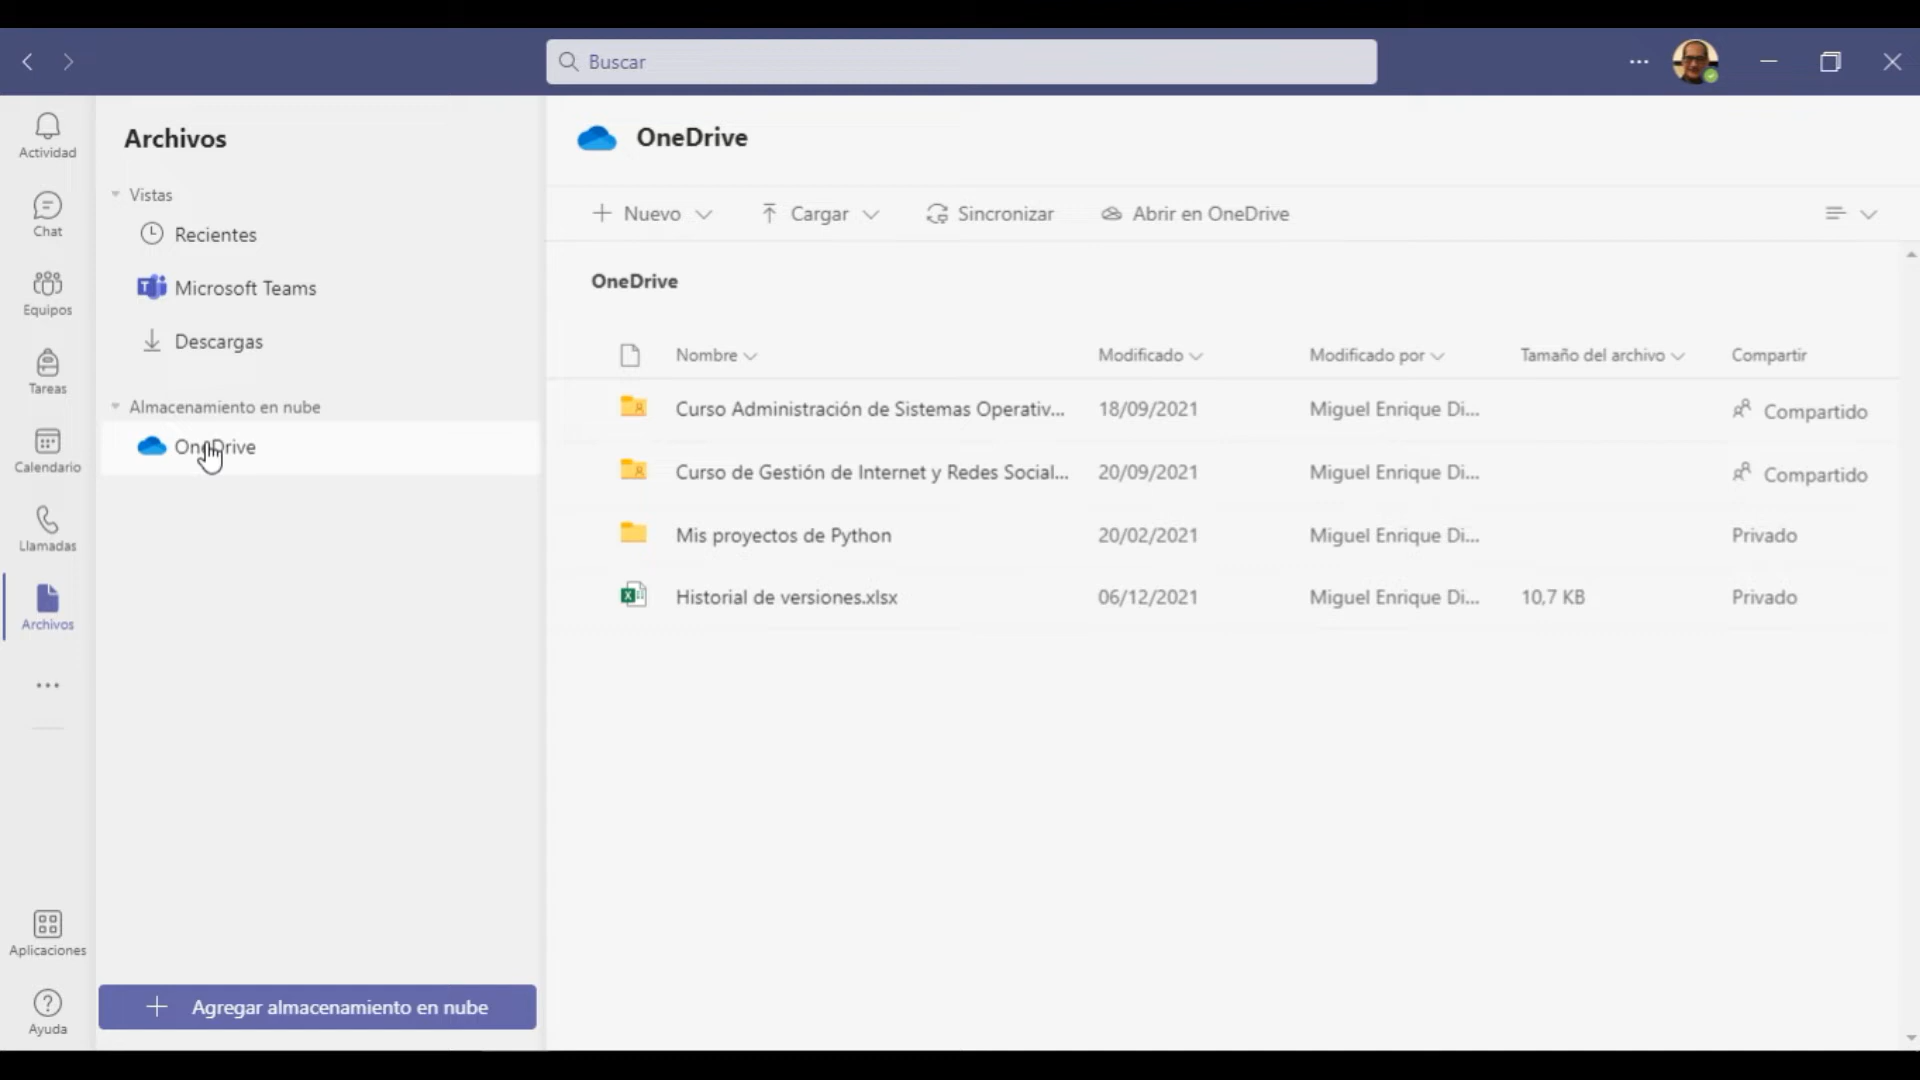 Buscar
Actividad
Chat
Equipos
Tareas
Calendario
Llamadas
Archivos
Aplicaciones
Ayuda
Archivos
Vistas
Recientes
Microsoft Teams
Descargas
Almacenamiento en nube
OneDrive
Agregar almacenamiento en nube
OneDrive
Nuevo Cargar Sincronizar Abrir en OneDrive
OneDrive
Nombre Modificado Modificado por Tamaño del archivo Compartir
Curso Administración de Sistemas Operativ... 18/09/2021 Miguel Enrique Di... Compartido
Curso de Gestión de Internet y Redes Social... 20/09/2021 Miguel Enrique Di... Compartido
Mis proyectos de Python 20/02/2021 Miguel Enrique Di... Privado
Historial de versiones.xlsx 06/12/2021 Miguel Enrique Di... 10,7 KB Privado